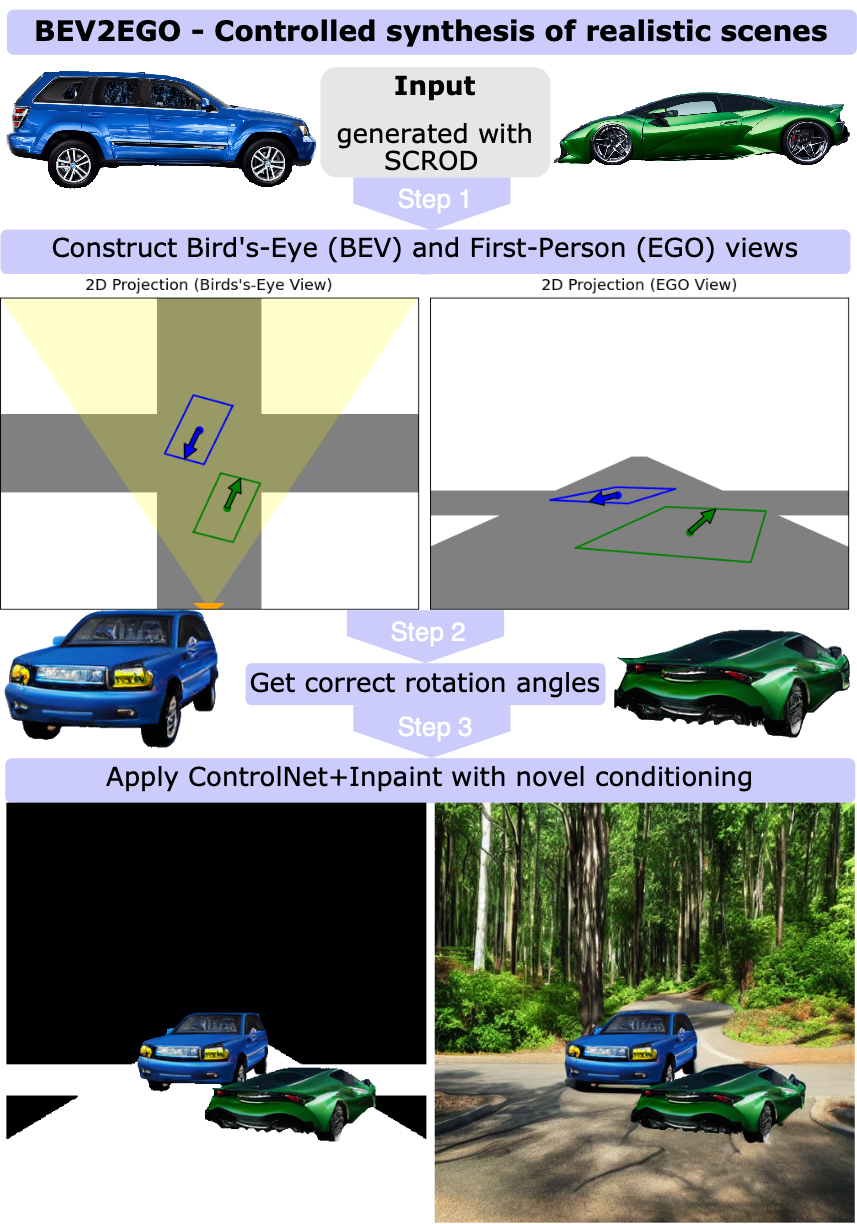 BEV2EGO - Controlled synthesis of realistic scenes
Input
generated with
SCROD
Step 1
Construct Bird's-Eye (BEV) and First-Person (EGO) views
2D Projection (Birds's-Eye View)
2D Projection (EGO View)
Step 2
Get correct rotation angles
Step 3
Apply ControlNet+Inpaint with novel conditioning